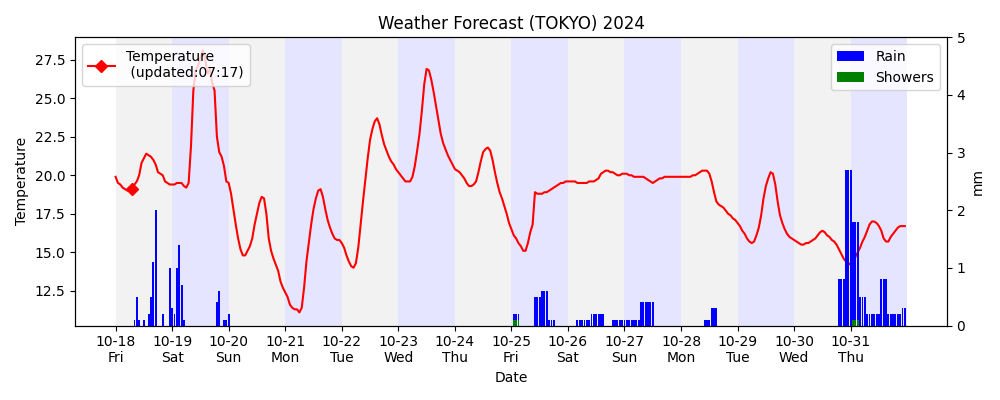 Weather Forecast (TOKYO) 2024
Temperature
(updated:07:17)
Rain
Showers
27.5
25.0
22.5
20.0
17.5
15.0
12.5
Temperature
5
4
3
2
1
0
mm
10-18 10-19 10-20 10-21 10-22 10-23 10-24 10-25 10-26 10-27 10-28 10-29 10-30 10-31
Fri Sat Sun Mon Tue Wed Thu Fri Sat Sun Mon Tue Wed Thu
Date